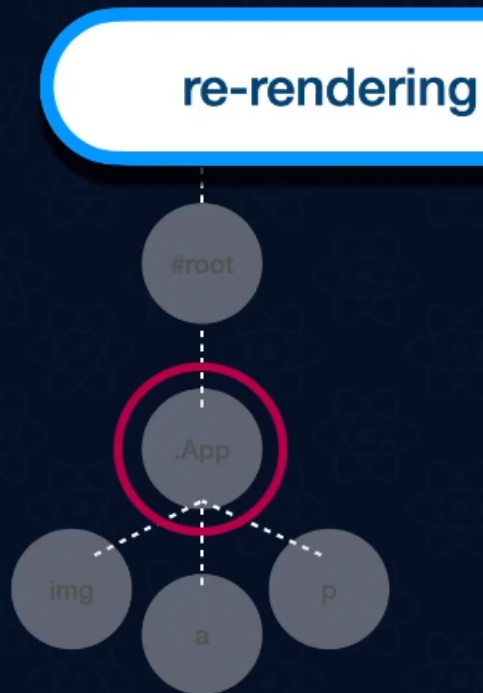 re-rendering
#root
.App
img
a
p